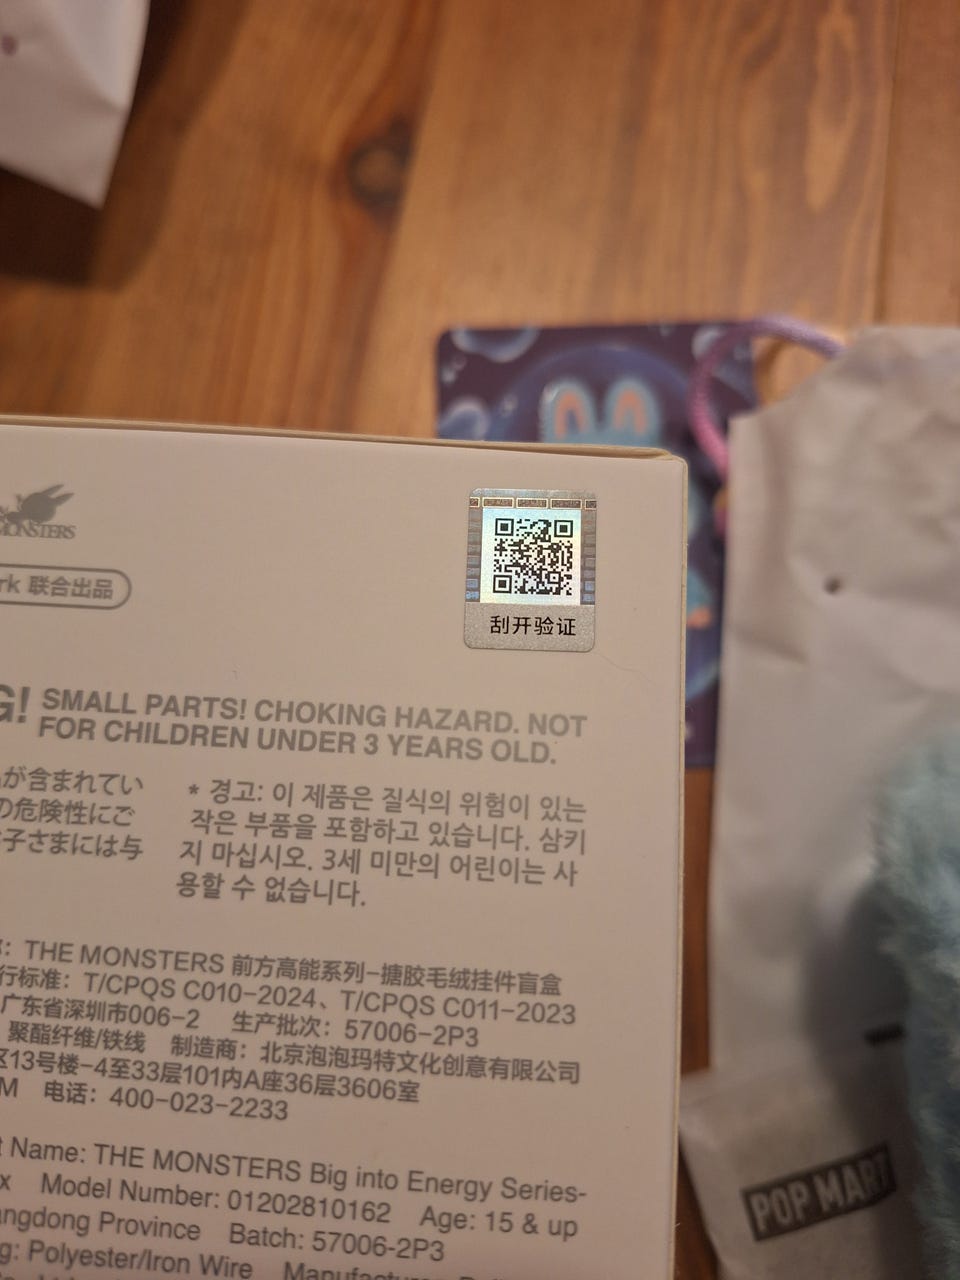 MONSTERS
rk 联合出品
刮开验证
G! SMALL PARTS! CHOKING HAZARD. NOT
FOR CHILDREN UNDER 3 YEARS OLD.
が含まれてい
の危険性にご
子さまには与
* 경고: 이 제품은 질식의 위험이 있는
작은 부품을 포함하고 있습니다. 삼키
지 마십시오. 3세 미만의 어린이는 사
용할 수 없습니다.
: THE MONSTERS 前方高能系列-搪胶毛绒挂件盲盒
行标准: T/CPQS C010-2024、T/CPQS C011-2023
广东省深圳市006-2 生产批次: 57006-2P3
聚酯纤维/铁线 制造商: 北京泡泡玛特文化创意有限公司
区13号楼-4至33层101内A座36层3606室
M 电话: 400-023-2233
t Name: THE MONSTERS Big into Energy Series-
x Model Number: 01202810162 Age: 15 & up
angdong Province Batch: 57006-2P3
g: Polyester/Iron Wire
POP MART